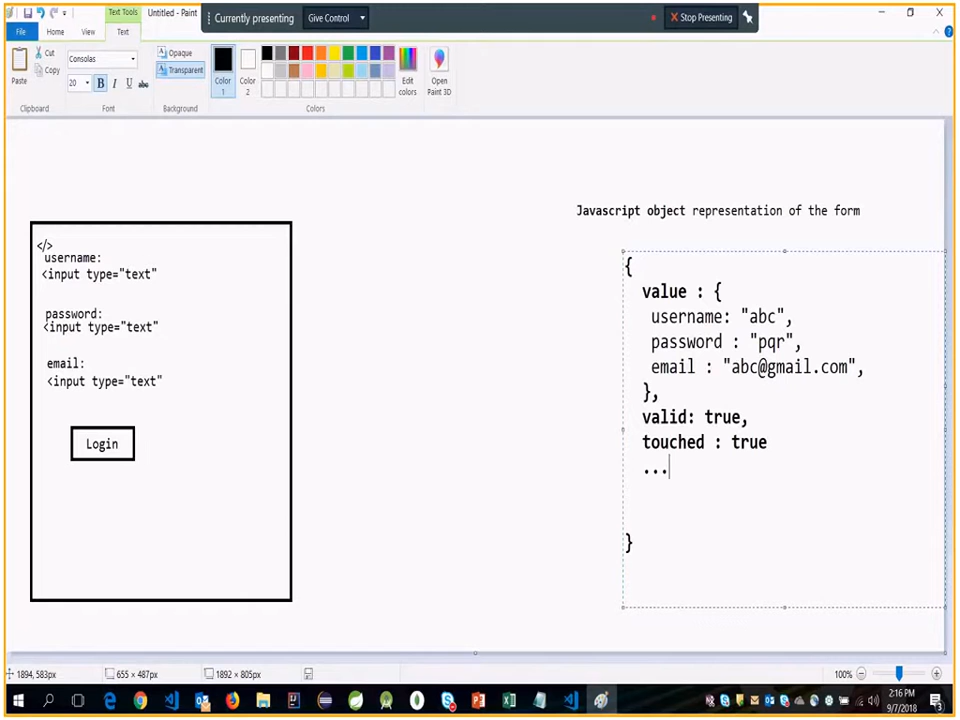 Text Tools
Untitled - Paint
Currently presenting
Give Control
Stop Presenting
File
Home
View
Text
Paste
Cut
Copy
Clipboard
Consolas
20
B
I
U
abc
Font
Opaque
Transparent
Background
Color
1
Color
2
Edit
colors
Colors
Open
Paint 3D
</>
username:
<input type="text"
password:
<input type="text"
email:
<input type="text"
Login
Javascript object representation of the form
{
value : {
username: "abc",
password : "pqr",
email : "abc@gmail.com",
},
valid: true,
touched : true
...
}
1894, 583px
655 × 487px
1892 × 805px
100%
2:16 PM
9/7/2018